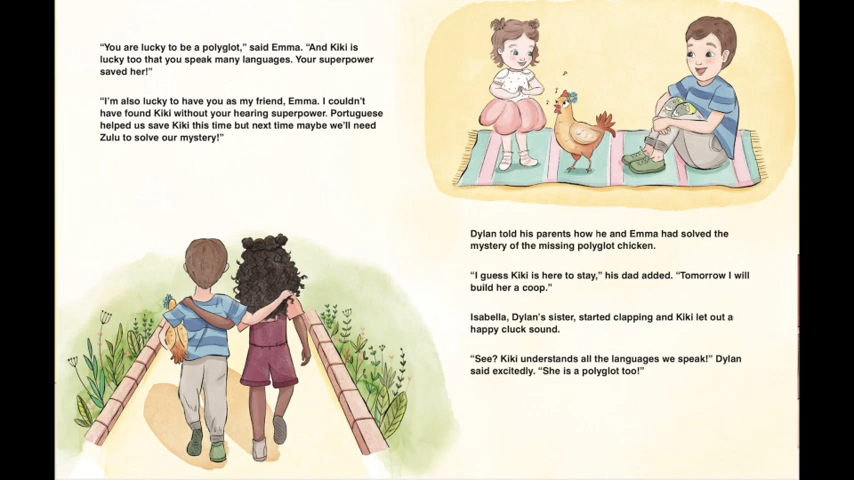 “You are lucky to be a polyglot,” said Emma. “And Kiki is
lucky too that you speak many languages. Your superpower
saved her!”
“I’m also lucky to have you as my friend, Emma. I couldn’t
have found Kiki without your hearing superpower. Portuguese
helped us save Kiki this time but next time maybe we’ll need
Zulu to solve our mystery!”
Dylan told his parents how he and Emma had solved the
mystery of the missing polyglot chicken.
“I guess Kiki is here to stay,” his dad added. “Tomorrow I will
build her a coop.”
Isabella, Dylan’s sister, started clapping and Kiki let out a
happy cluck sound.
“See? Kiki understands all the languages we speak!” Dylan
said excitedly. “She is a polyglot too!”